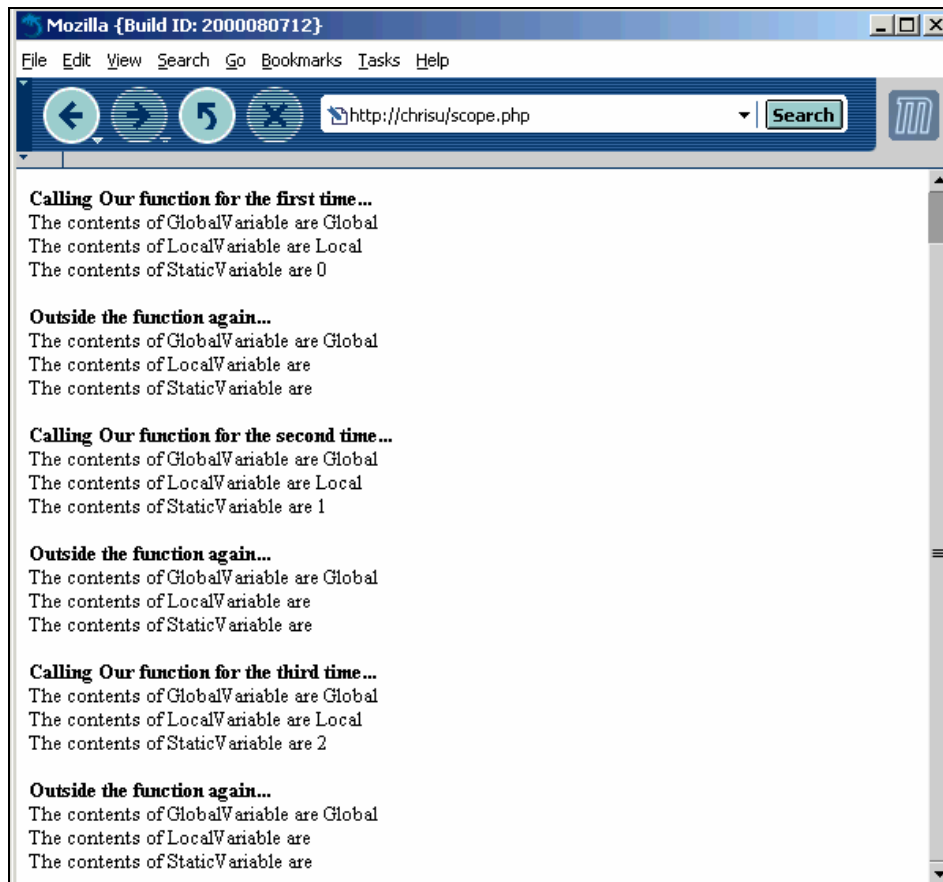 Mozilla {Build ID: 2000080712}
File Edit View Search Go Bookmarks Tasks Help
http://chrisu/scope.php Search
Calling Our function for the first time...
The contents of GlobalVariable are Global
The contents of LocalVariable are Local
The contents of StaticVariable are 0
Outside the function again...
The contents of GlobalVariable are Global
The contents of LocalVariable are
The contents of StaticVariable are
Calling Our function for the second time...
The contents of GlobalVariable are Global
The contents of LocalVariable are Local
The contents of StaticVariable are 1
Outside the function again...
The contents of GlobalVariable are Global
The contents of LocalVariable are
The contents of StaticVariable are
Calling Our function for the third time...
The contents of GlobalVariable are Global
The contents of LocalVariable are Local
The contents of StaticVariable are 2
Outside the function again...
The contents of GlobalVariable are Global
The contents of LocalVariable are
The contents of StaticVariable are